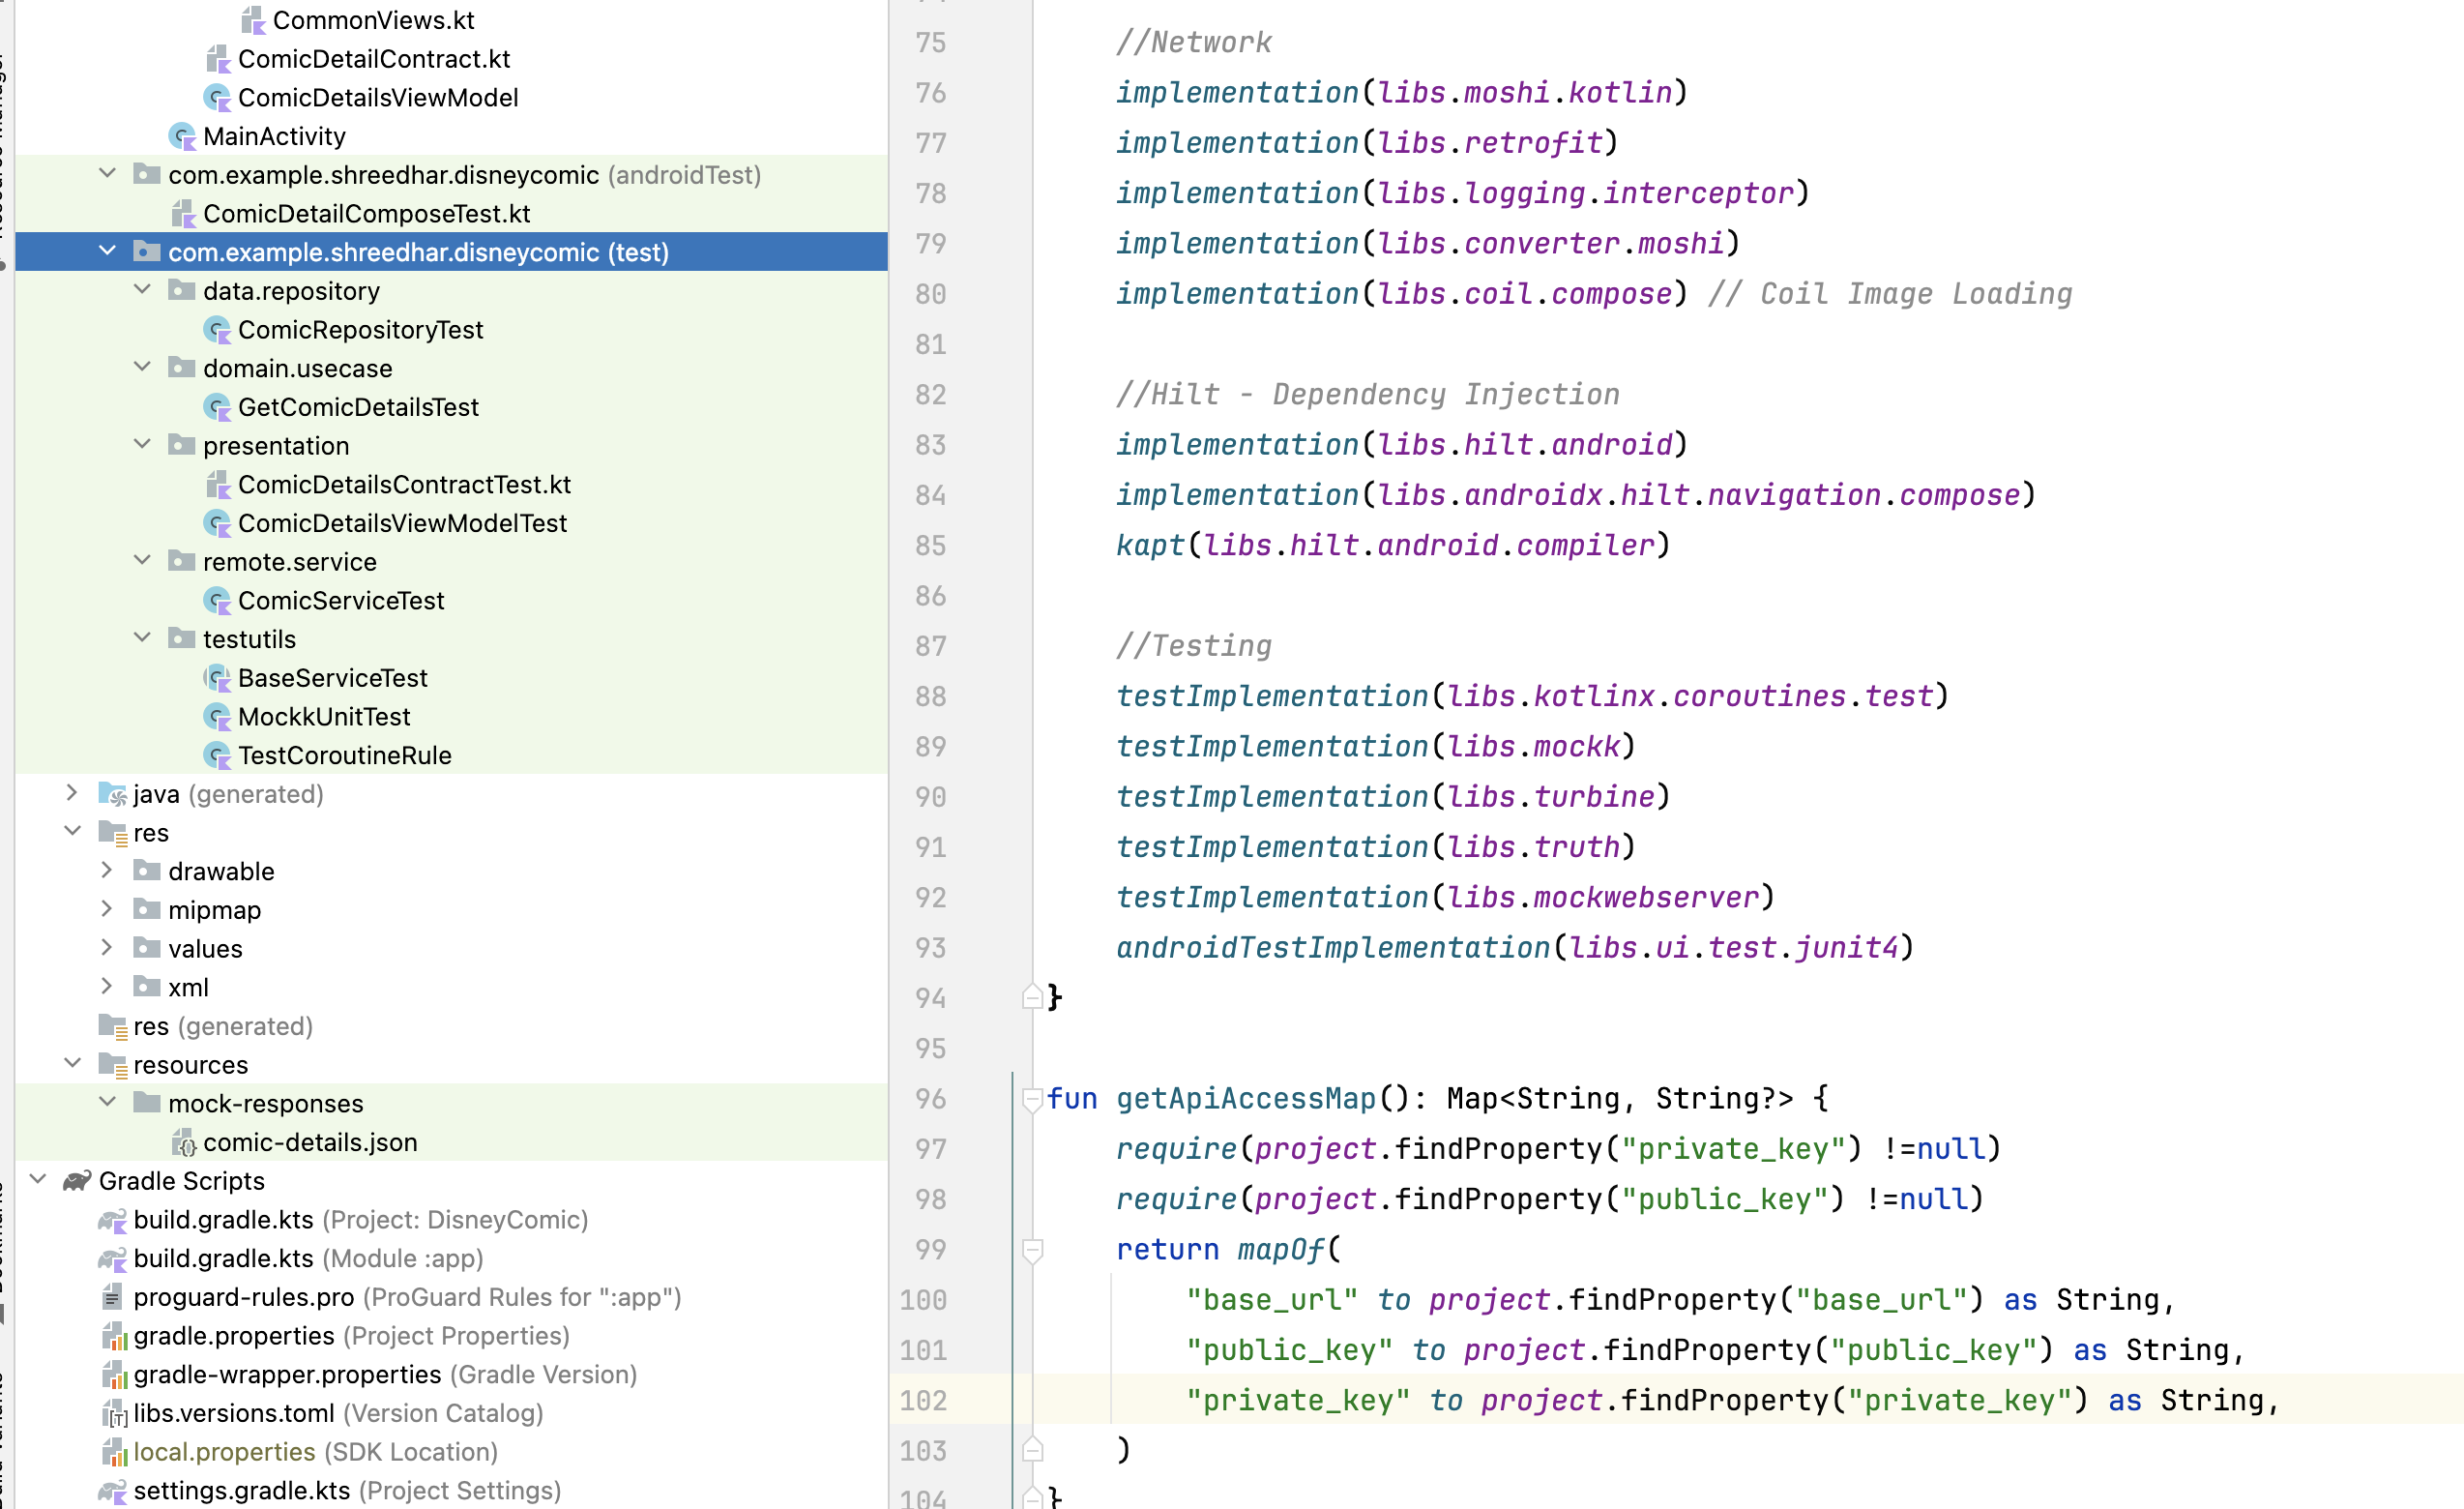 CommonViews.kt
ComicDetailContract.kt
ComicDetailsViewModel
MainActivity
com.example.shreedhar.disneycomic (androidTest)
ComicDetailComposeTest.kt
com.example.shreedhar.disneycomic (test)
data.repository
ComicRepositoryTest
domain.usecase
GetComicDetailsTest
presentation
ComicDetailsContractTest.kt
ComicDetailsViewModelTest
remote.service
ComicServiceTest
testutils
BaseServiceTest
MockkUnitTest
TestCoroutineRule
java (generated)
res
drawable
mipmap
values
xml
res (generated)
resources
mock-responses
comic-details.json
Gradle Scripts
build.gradle.kts (Project: DisneyComic)
build.gradle.kts (Module :app)
proguard-rules.pro (ProGuard Rules for ":app")
gradle.properties (Project Properties)
gradle-wrapper.properties (Gradle Version)
libs.versions.toml (Version Catalog)
local.properties (SDK Location)
settings.gradle.kts (Project Settings)
75 //Network
76 implementation(libs.moshi.kotlin)
77 implementation(libs.retrofit)
78 implementation(libs.logging.interceptor)
79 implementation(libs.converter.moshi)
80 implementation(libs.coil.compose) // Coil Image Loading
81
82 //Hilt - Dependency Injection
83 implementation(libs.hilt.android)
84 implementation(libs.androidx.hilt.navigation.compose)
85 kapt(libs.hilt.android.compiler)
86
87 //Testing
88 testImplementation(libs.kotlinx.coroutines.test)
89 testImplementation(libs.mockk)
90 testImplementation(libs.turbine)
91 testImplementation(libs.truth)
92 testImplementation(libs.mockwebserver)
93 androidTestImplementation(libs.ui.test.junit4)
94 }
95
96 fun getApiAccessMap(): Map<String, String?> {
97 require(project.findProperty("private_key") !=null)
98 require(project.findProperty("public_key") !=null)
99 return mapOf(
100 "base_url" to project.findProperty("base_url") as String,
101 "public_key" to project.findProperty("public_key") as String,
102 "private_key" to project.findProperty("private_key") as String,
103 )
104 }